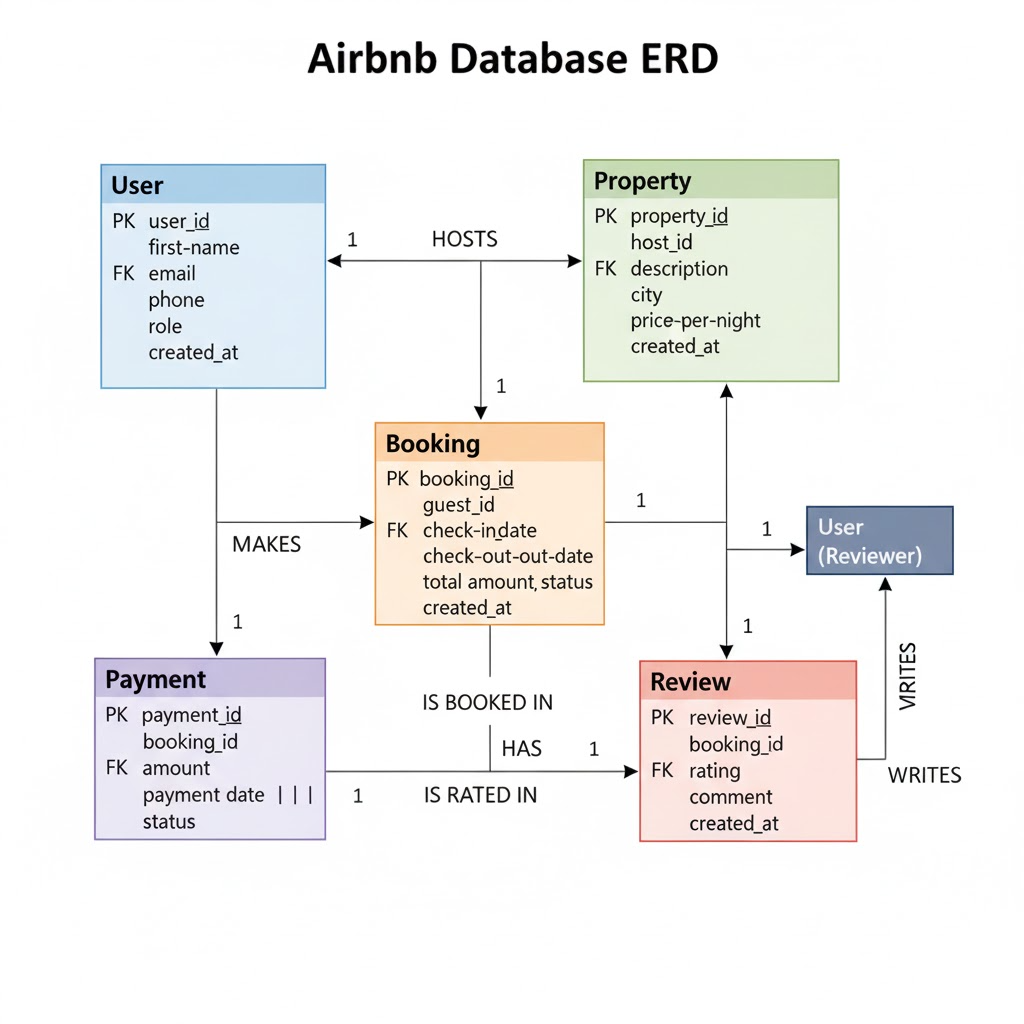 Airbnb Database ERD
User
PK user_id
first-name
FK email
phone
role
created_at
1 HOSTS
Property
PK property_id
host_id
FK description
city
price-per-night
created_at
1
Booking
PK booking_id
guest_id
FK check-in_date
check-out-out-date
total amount, status
created_at
1
1
User
(Reviewer)
MAKES
1
1
Payment
PK payment_id
booking_id
FK amount
payment date | | |
status
IS BOOKED IN
HAS 1
1 IS RATED IN
Review
PK review_id
booking_id
FK rating
comment
created_at
WRITES